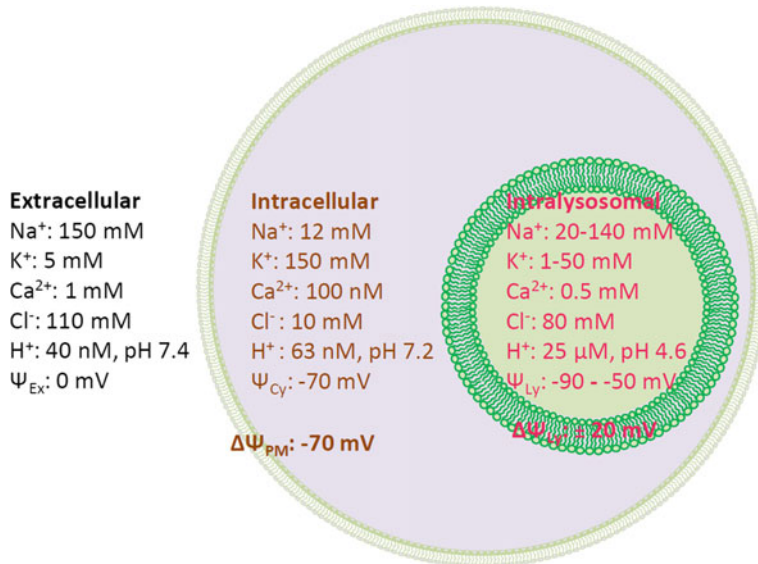 Extracellular
Na⁺: 150 mM
K⁺: 5 mM
Ca²⁺: 1 mM
Cl⁻: 110 mM
H⁺: 40 nM, pH 7.4
Ψ_Ex: 0 mV
Intracellular
Na⁺: 12 mM
K⁺: 150 mM
Ca²⁺: 100 nM
Cl⁻: 10 mM
H⁺: 63 nM, pH 7.2
Ψ_Cy: -70 mV
ΔΨ_PM: -70 mV
Intralysosomal
Na⁺: 20-140 mM
K⁺: 1-50 mM
Ca²⁺: 0.5 mM
Cl⁻: 80 mM
H⁺: 25 µM, pH 4.6
Ψ_Ly: -90 - -50 mV
ΔΨ_Ly: ± 20 mV